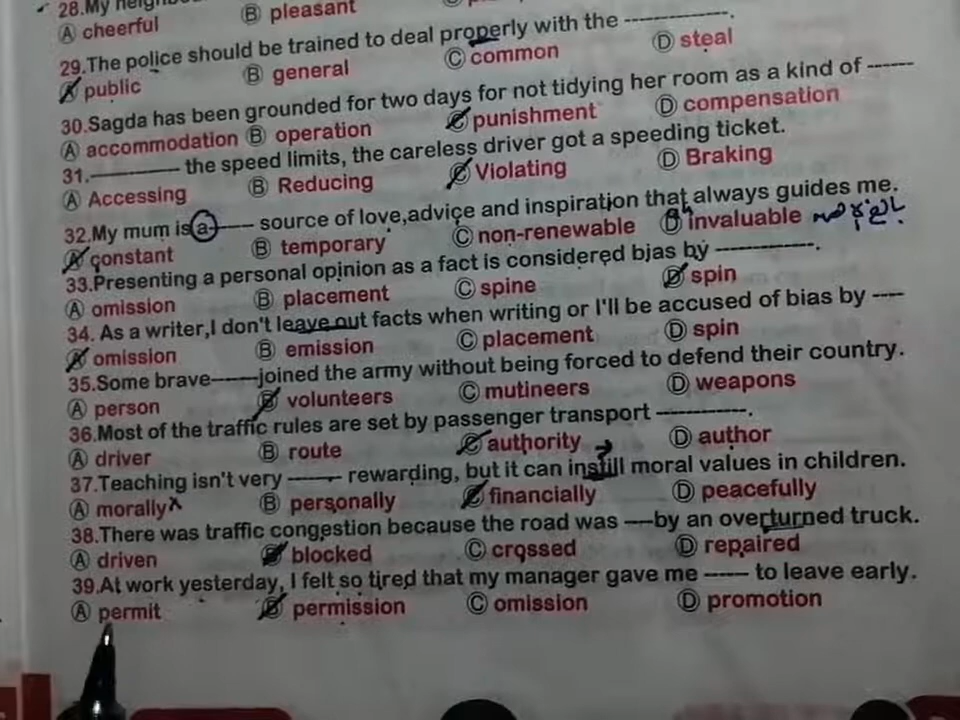 28.My
Ⓐ cheerful Ⓑ pleasant
29.The police should be trained to deal properly with the ------------.
Ⓐ public Ⓑ general Ⓒ common Ⓓ steal
30.Sagda has been grounded for two days for not tidying her room as a kind of ------
Ⓐ accommodation Ⓑ operation Ⓒ punishment Ⓓ compensation
31.------------ the speed limits, the careless driver got a speeding ticket.
Ⓐ Accessing Ⓑ Reducing Ⓒ Violating Ⓓ Braking
32.My mum is a------ source of love,advice and inspiration that always guides me.
Ⓐ constant Ⓑ temporary Ⓒ non-renewable Ⓓ invaluable
33.Presenting a personal opinion as a fact is considered bias by ------------.
Ⓐ omission Ⓑ placement Ⓒ spine Ⓓ spin
34. As a writer,I don't leave out facts when writing or I'll be accused of bias by ----
Ⓐ omission Ⓑ emission Ⓒ placement Ⓓ spin
35.Some brave------joined the army without being forced to defend their country.
Ⓐ person Ⓑ volunteers Ⓒ mutineers Ⓓ weapons
36.Most of the traffic rules are set by passenger transport -----------.
Ⓐ driver Ⓑ route Ⓒ authority Ⓓ author
37.Teaching isn't very ------- rewarding, but it can instill moral values in children.
Ⓐ morally Ⓑ personally Ⓒ financially Ⓓ peacefully
38.There was traffic congestion because the road was ----by an overturned truck.
Ⓐ driven Ⓑ blocked Ⓒ crossed Ⓓ repaired
39.At work yesterday, I felt so tired that my manager gave me ------ to leave early.
Ⓐ permit Ⓑ permission Ⓒ omission Ⓓ promotion